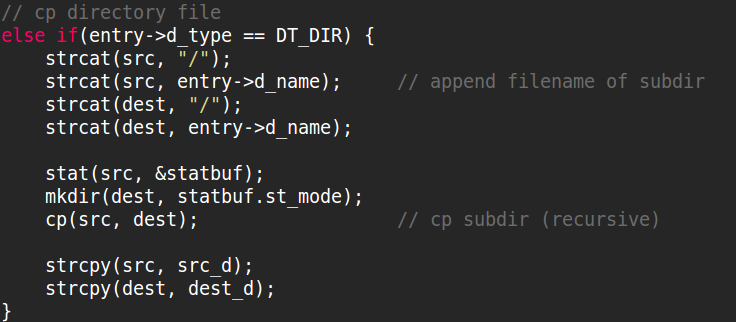 // cp directory file
else if(entry->d_type == DT_DIR) {
    strcat(src, "/");
    strcat(src, entry->d_name);     // append filename of subdir
    strcat(dest, "/");
    strcat(dest, entry->d_name);

    stat(src, &statbuf);
    mkdir(dest, statbuf.st_mode);
    cp(src, dest);                  // cp subdir (recursive)

    strcpy(src, src_d);
    strcpy(dest, dest_d);
}